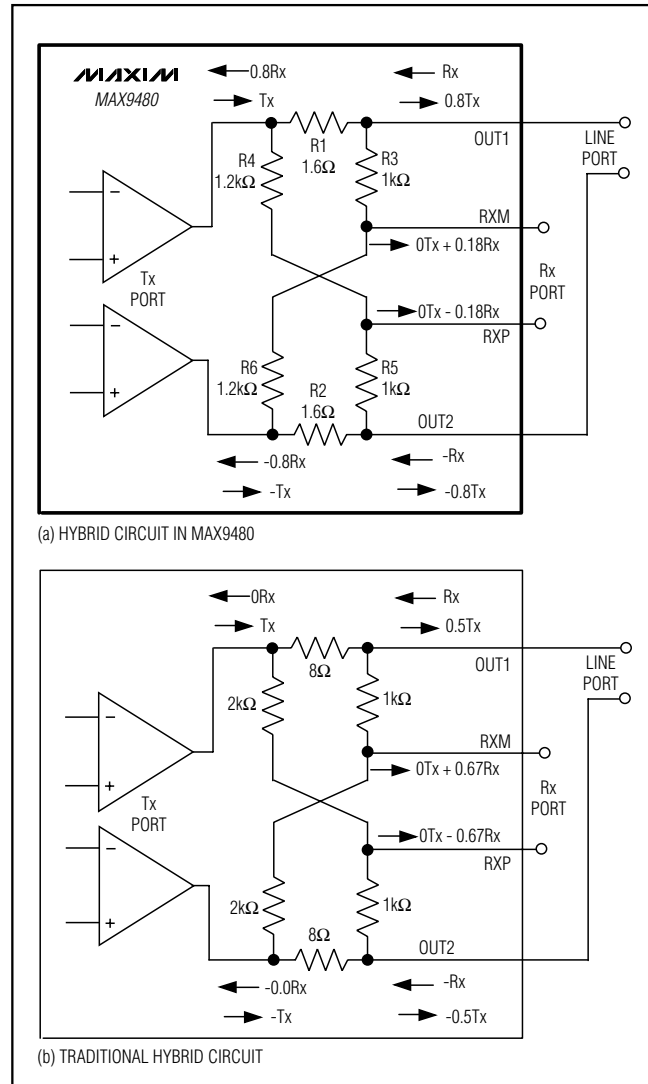 MAXIM
MAX9480
0.8Rx
Tx
Rx
0.8Tx
R1
1.6Ω
OUT1
LINE
PORT
R4
1.2kΩ
R3
1kΩ
RXM
0Tx + 0.18Rx
−
+
Tx
PORT
Rx
PORT
−
+
0Tx - 0.18Rx
RXP
R6
1.2kΩ
R5
1kΩ
R2
1.6Ω
OUT2
-0.8Rx
-Tx
-Rx
-0.8Tx
(a) HYBRID CIRCUIT IN MAX9480
0Rx
Tx
Rx
0.5Tx
8Ω
OUT1
LINE
PORT
2kΩ
1kΩ
RXM
0Tx + 0.67Rx
−
+
Tx
PORT
Rx
PORT
−
+
0Tx - 0.67Rx
RXP
2kΩ
1kΩ
8Ω
OUT2
-0.0Rx
-Tx
-Rx
-0.5Tx
(b) TRADITIONAL HYBRID CIRCUIT